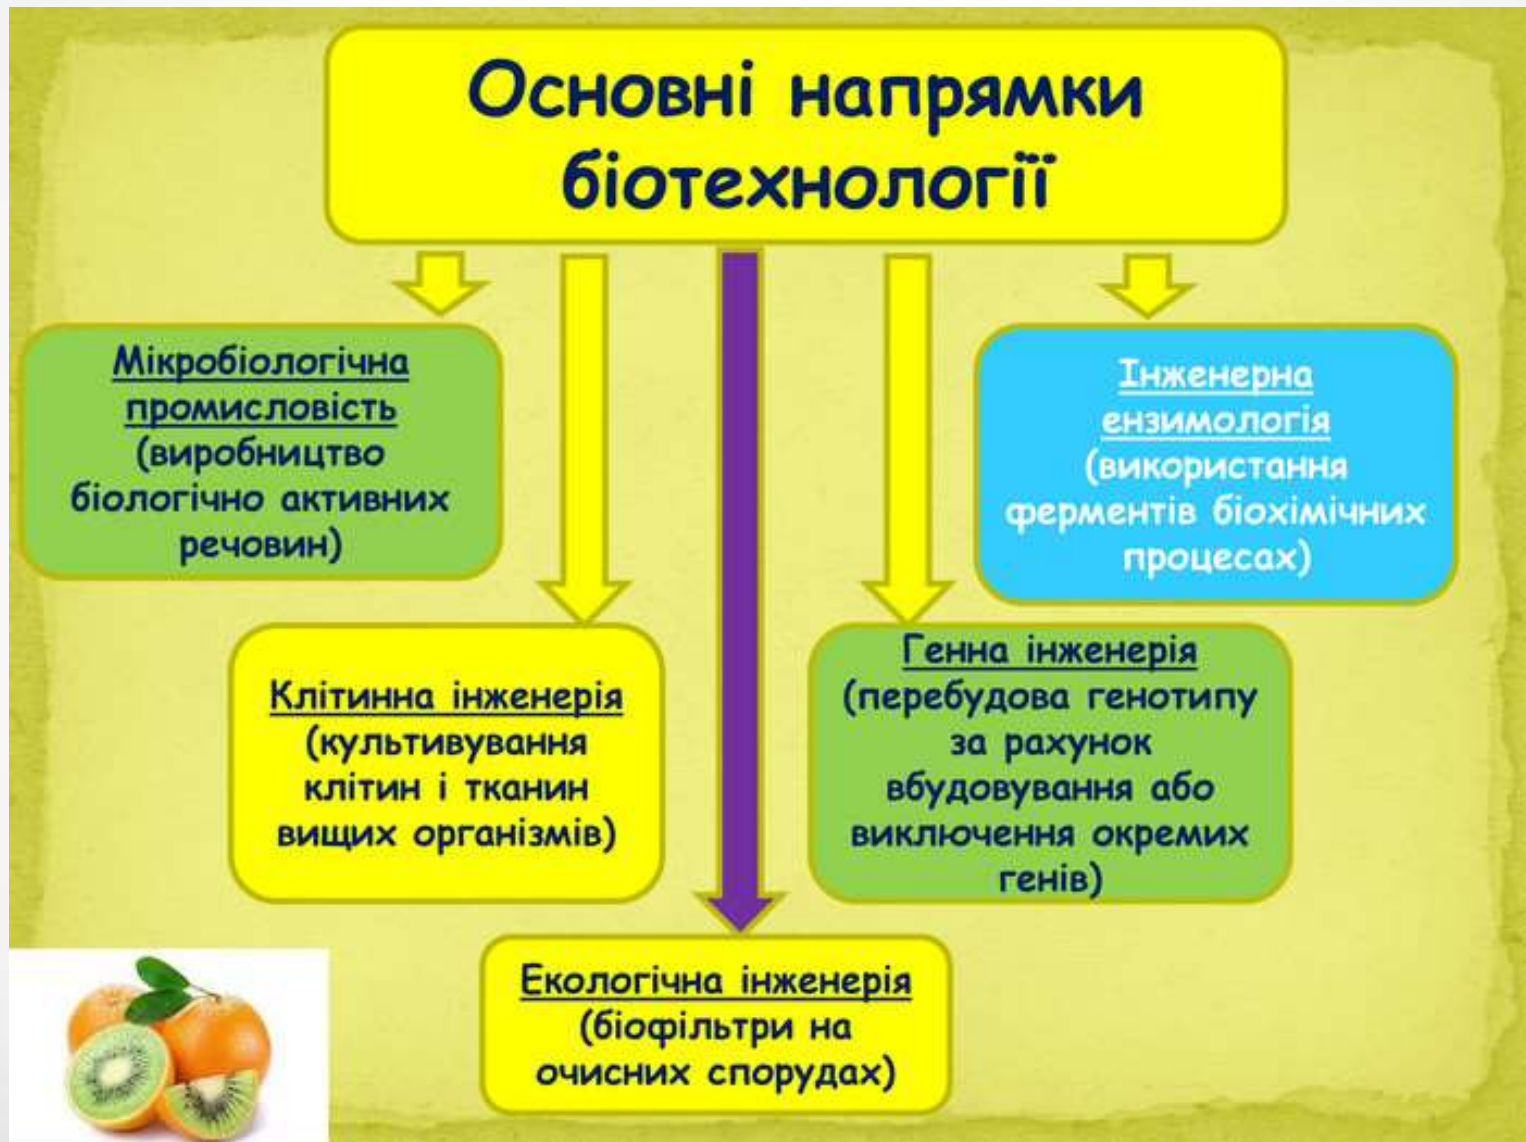 Основні напрямки
біотехнології
Мікробіологічна
промисловість
(виробництво
біологічно активних
речовин)
Інженерна
ензимологія
(використання
ферментів біохімічних
процесах)
Клітинна інженерія
(культивування
клітин і тканин
вищих організмів)
Генна інженерія
(перебудова генотипу
за рахунок
вбудовування або
виключення окремих
генів)
Екологічна інженерія
(біофільтри на
очисних спорудах)